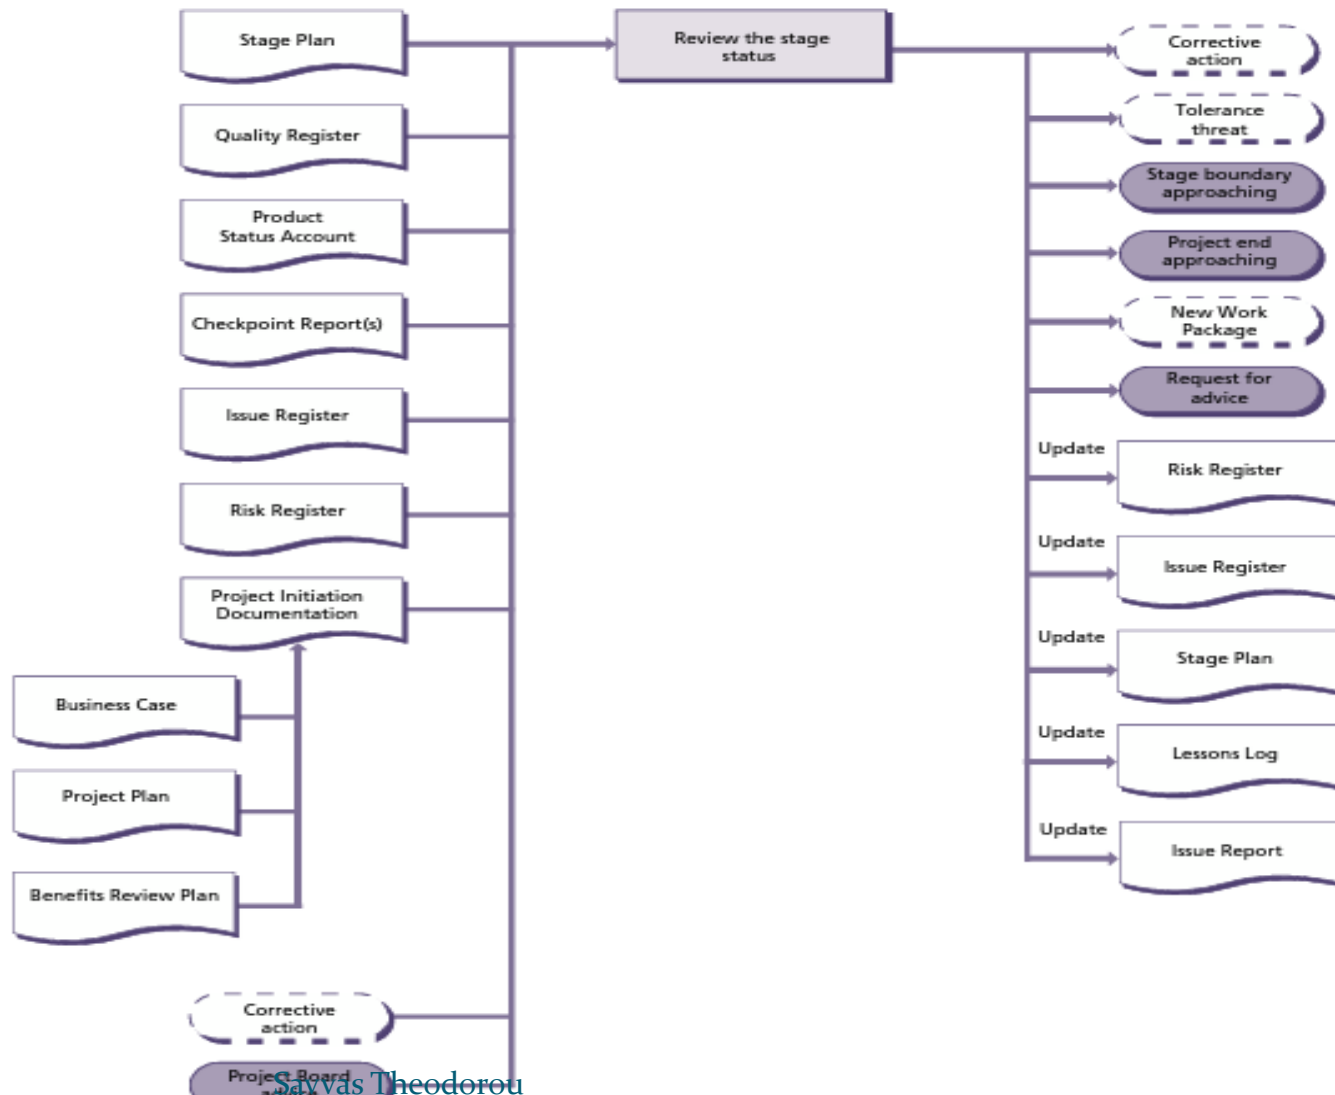 Stage Plan
Quality Register
Product
Status Account
Checkpoint Report(s)
Issue Register
Risk Register
Project Initiation
Documentation
Business Case
Project Plan
Benefits Review Plan
Corrective
action
Project Board
advice
Savvas Theodorou
Review the stage
status
Corrective
action
Tolerance
threat
Stage boundary
approaching
Project end
approaching
New Work
Package
Request for
advice
Update
Risk Register
Update
Issue Register
Update
Stage Plan
Update
Lessons Log
Update
Issue Report